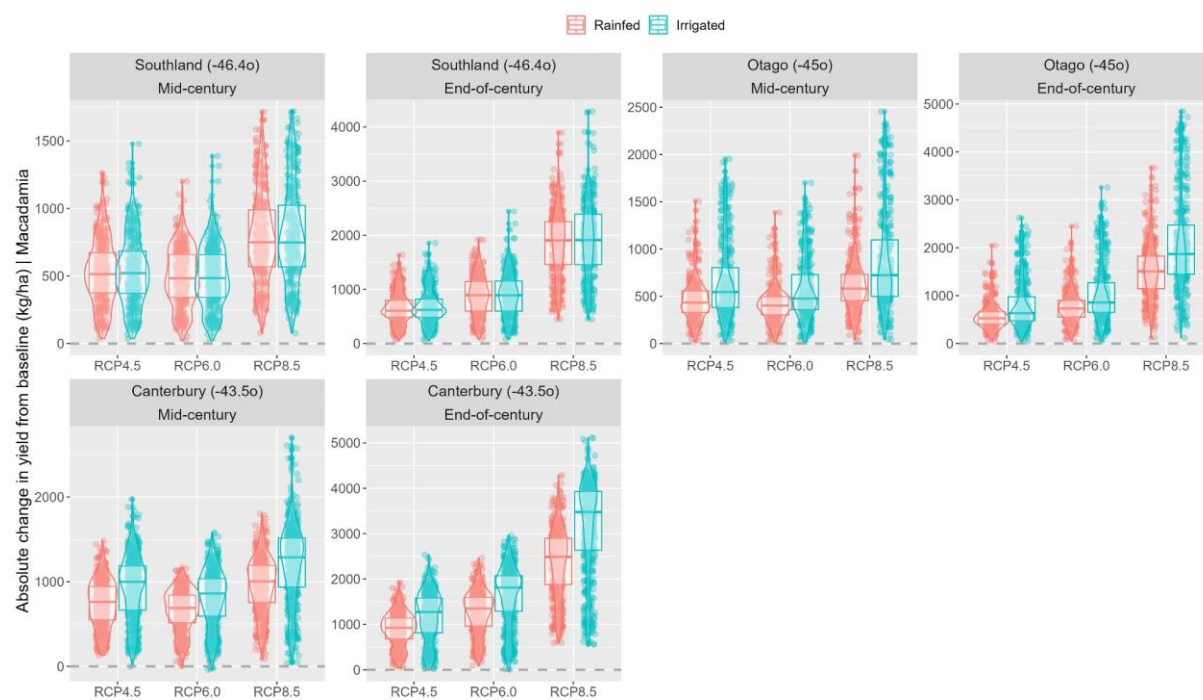 Rainfed Irrigated
Absolute change in yield from baseline (kg/ha) | Macadamia
Southland (-46.4o)
Mid-century
1500
1000
500
0
RCP4.5 RCP6.0 RCP8.5
Southland (-46.4o)
End-of-century
4000
3000
2000
1000
0
RCP4.5 RCP6.0 RCP8.5
Otago (-45o)
Mid-century
2500
2000
1500
1000
500
0
RCP4.5 RCP6.0 RCP8.5
Otago (-45o)
End-of-century
5000
4000
3000
2000
1000
0
RCP4.5 RCP6.0 RCP8.5
Canterbury (-43.5o)
Mid-century
2000
1000
0
RCP4.5 RCP6.0 RCP8.5
Canterbury (-43.5o)
End-of-century
5000
4000
3000
2000
1000
0
RCP4.5 RCP6.0 RCP8.5